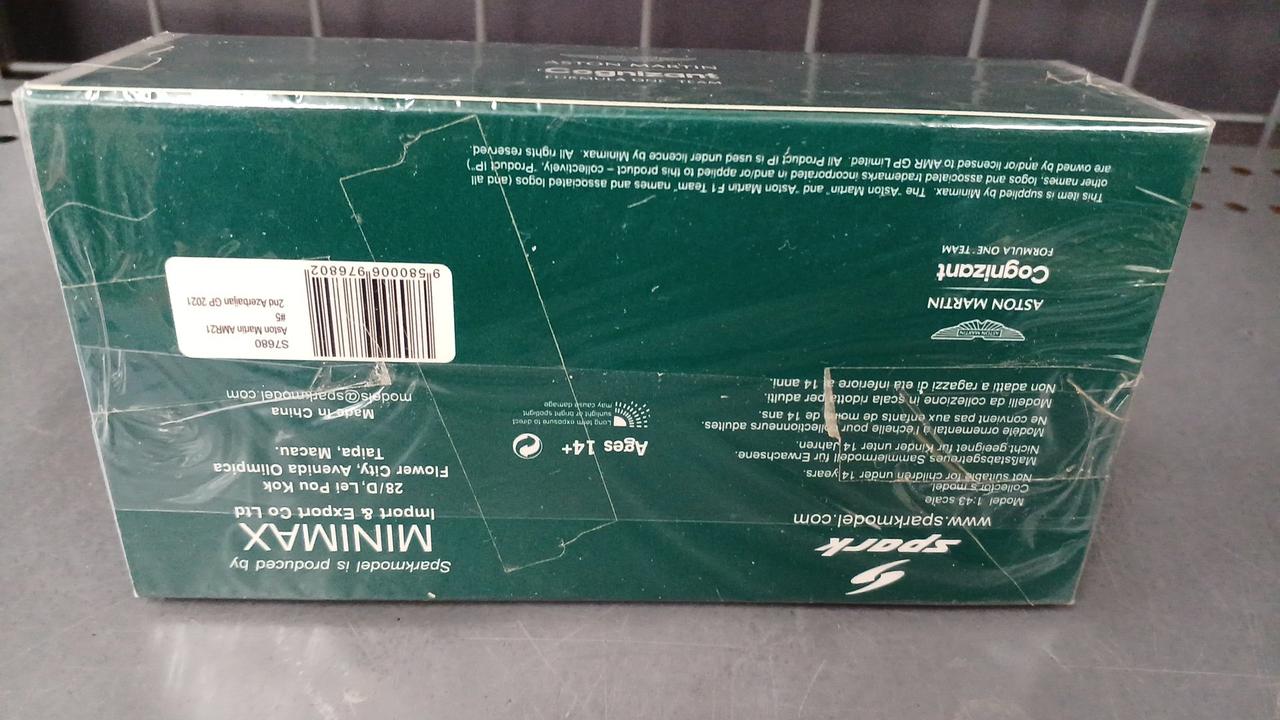 Spark
www.sparkmodel.com
Model 1:43 scale
Collector's model.
Not suitable for children under 14 years.
Maßstabsgetreues Sammlermodell für Erwachsene.
Nicht geeignet für Kinder unter 14 Jahren.
Modèle ornemental à l'échelle pour collectionneurs adultes.
Ne convient pas aux enfants de moins de 14 ans.
Modelli da collezione in scala ridotta per adulti.
Non adatti a ragazzi di età inferiore ai 14 anni.
Ages 14+
Long term exposure to direct
sunlight or bright spotlight
may cause damage
Sparkmodel is produced by
MINIMAX
Import & Export Co Ltd
28/D, Lei Pou Kok
Flower City, Avenida Olimpica
Taipa, Macau.
Made In China
models@sparkmodel.com
S7680
Aston Martin AMR21
#5
2nd Azerbaijan GP 2021
9 580006 976802
ASTON MARTIN
ASTON MARTIN
Cognizant
FORMULA ONE™ TEAM
This item is supplied by Minimax. The "Aston Martin" and "Aston Martin F1 Team" names and associated logos (and all
other names, logos and associated trademarks incorporated in and/or applied to this product – collectively, "Product IP")
are owned by and/or licensed to AMR GP Limited. All Product IP is used under licence by Minimax. All rights reserved.
ASTON MARTIN
Cognizant
FORMULA ONE TEAM